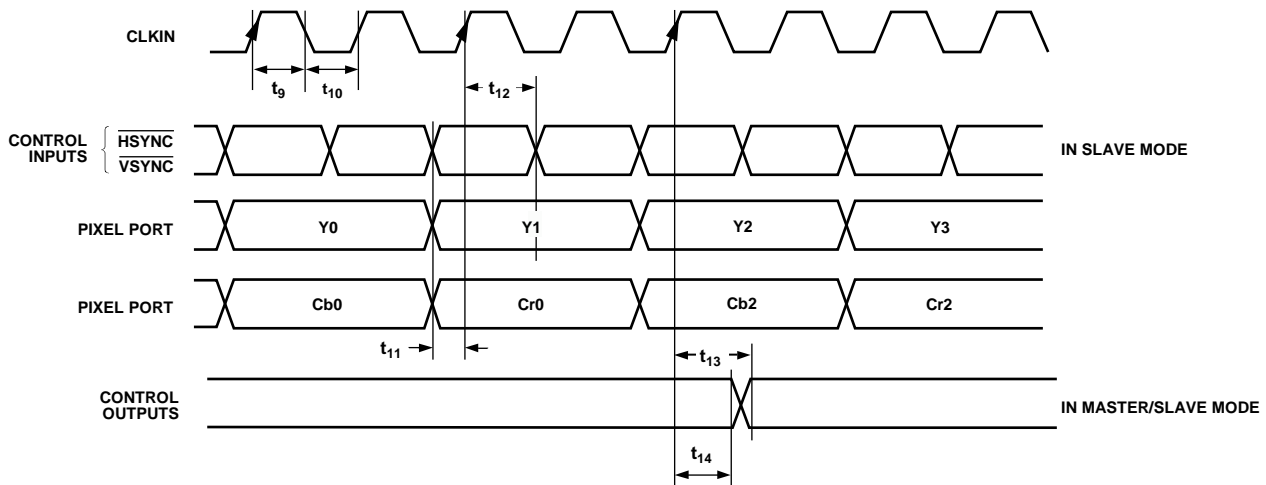 CLKIN
t9 t10 t12
CONTROL INPUTS { HSYNC VSYNC
IN SLAVE MODE
PIXEL PORT Y0 Y1 Y2 Y3
PIXEL PORT Cb0 Cr0 Cb2 Cr2
t11 t13
CONTROL OUTPUTS
IN MASTER/SLAVE MODE
t14